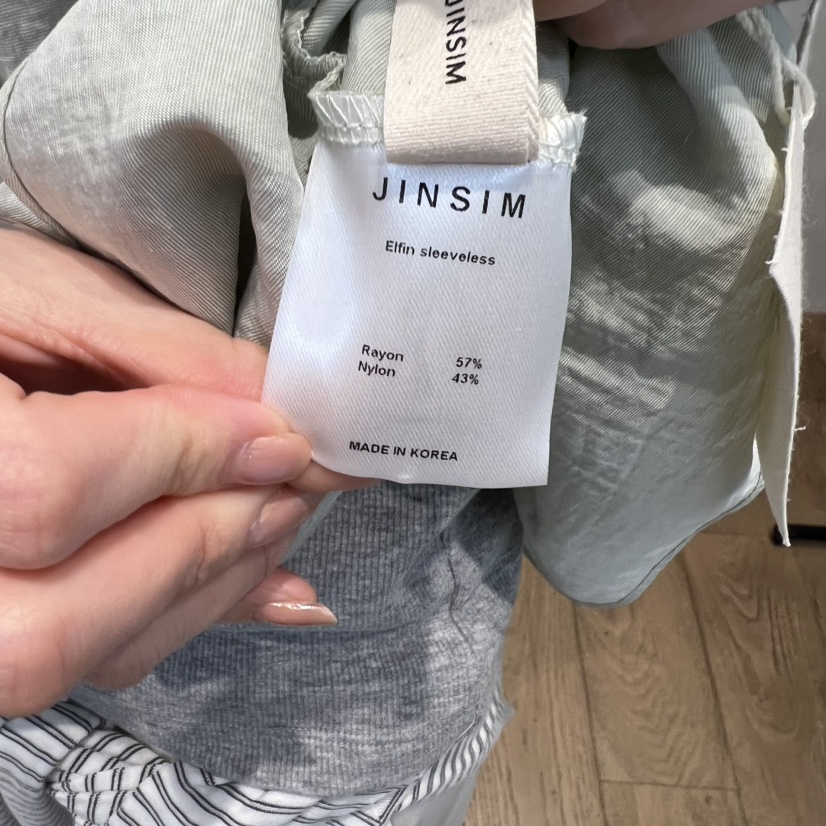 JINSIM
JINSIM
Elfin sleeveless
Rayon 57%
Nylon 43%
MADE IN KOREA